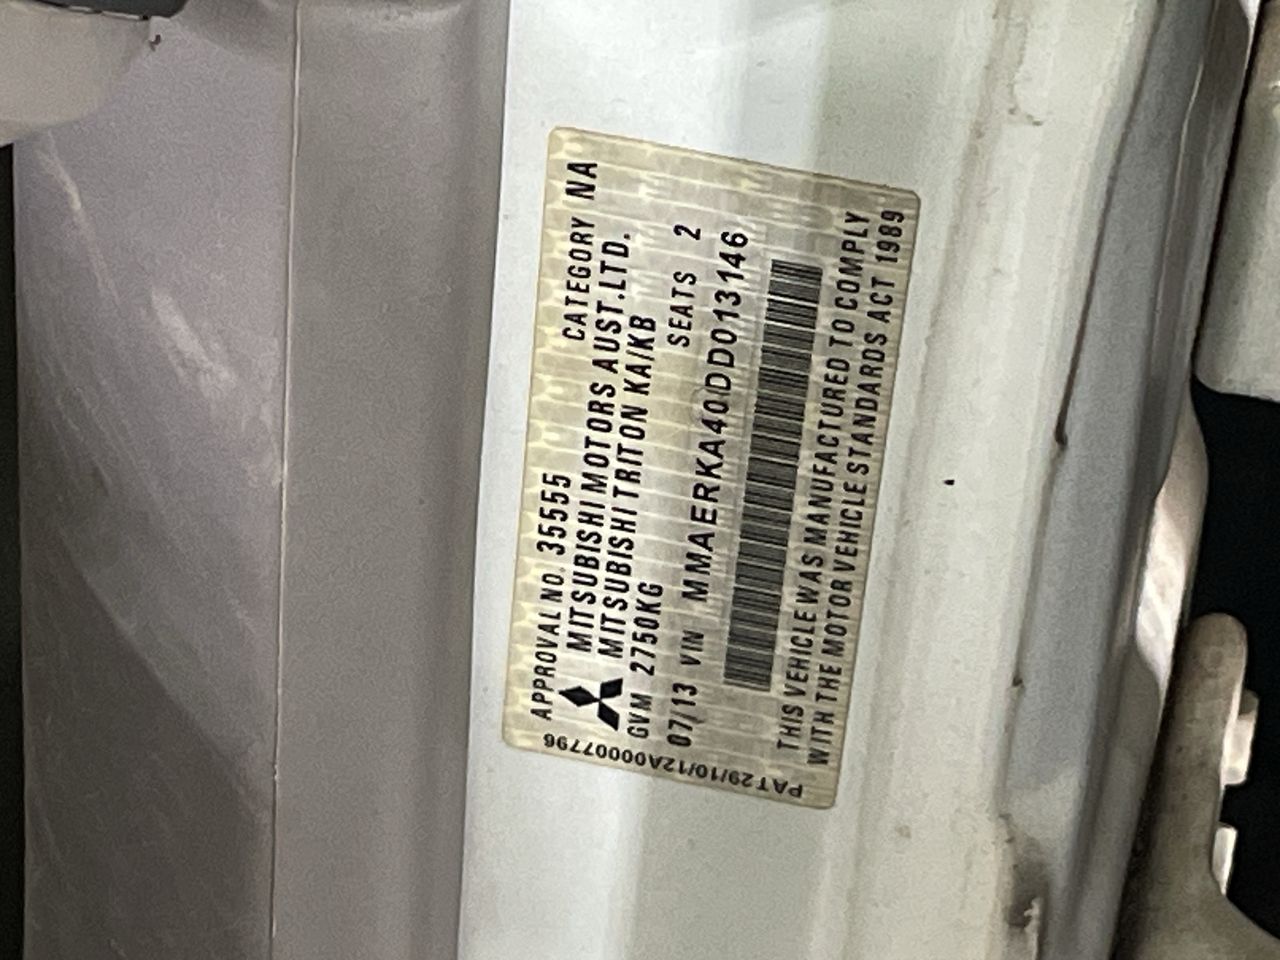 APPROVAL NO. 35555 CATEGORY NA
MITSUBISHI MOTORS AUST.LTD.
MITSUBISHI TRITON KA/KB
GVM 2750KG SEATS 2
07/13 VIN MMAERKA40DD013146
THIS VEHICLE WAS MANUFACTURED TO COMPLY
WITH THE MOTOR VEHICLE STANDARDS ACT 1989
PAT29/10/12A00007796